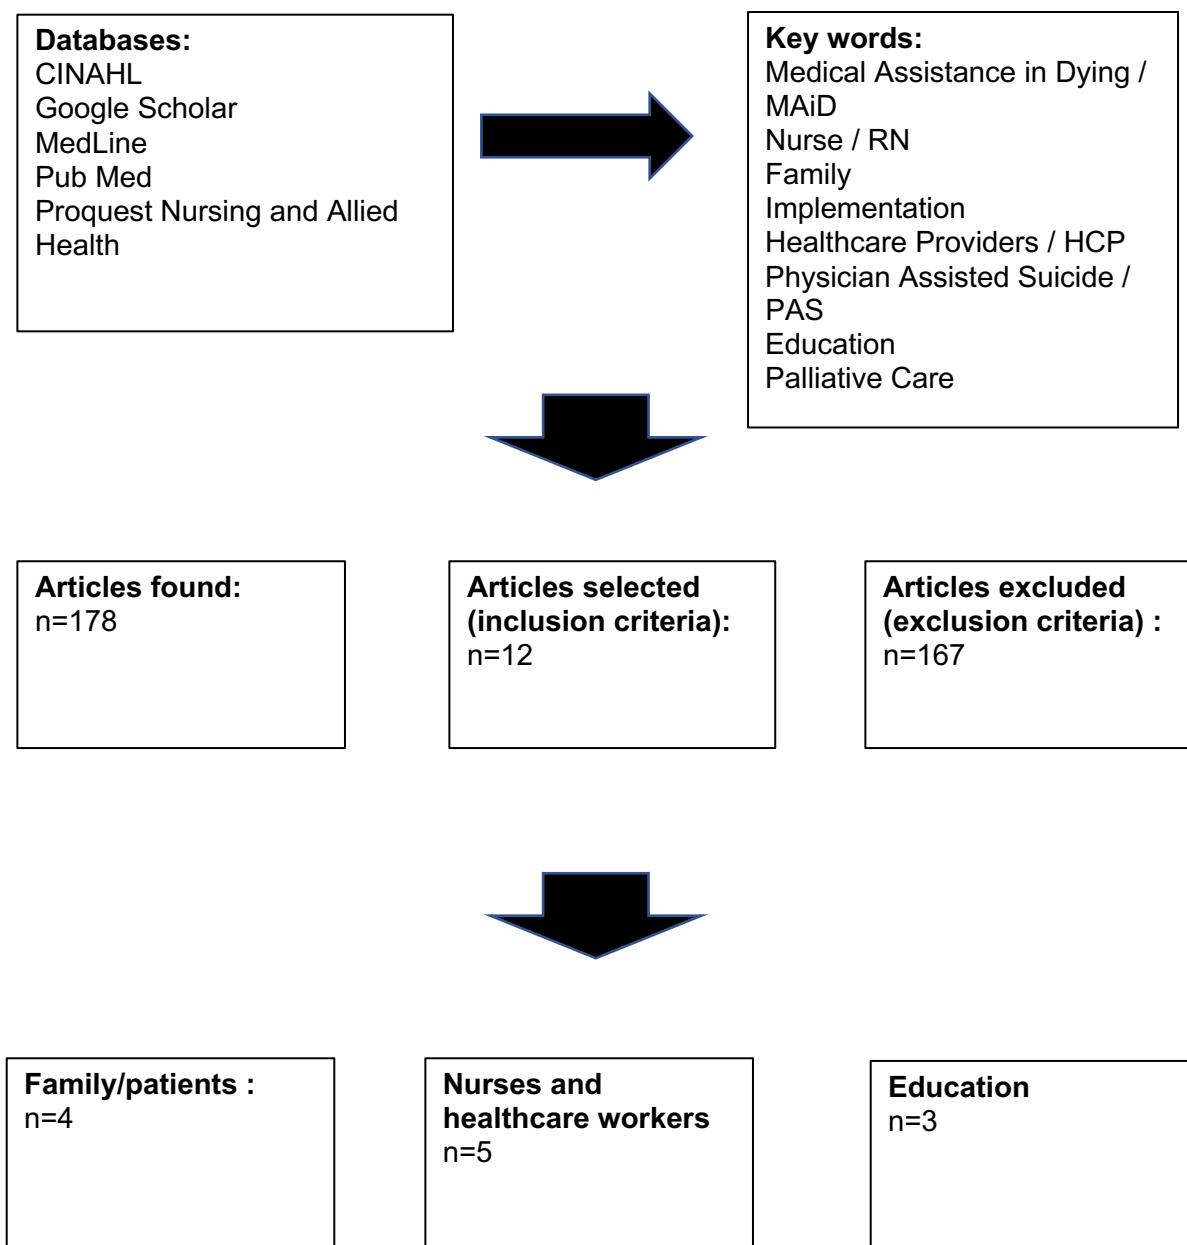 Databases:
CINAHL
Google Scholar
MedLine
Pub Med
Proquest Nursing and Allied
Health
Key words:
Medical Assistance in Dying /
MAiD
Nurse / RN
Family
Implementation
Healthcare Providers / HCP
Physician Assisted Suicide /
PAS
Education
Palliative Care
Articles found:
n=178
Articles selected
(inclusion criteria):
n=12
Articles excluded
(exclusion criteria) :
n=167
Family/patients :
n=4
Nurses and
healthcare workers
n=5
Education
n=3